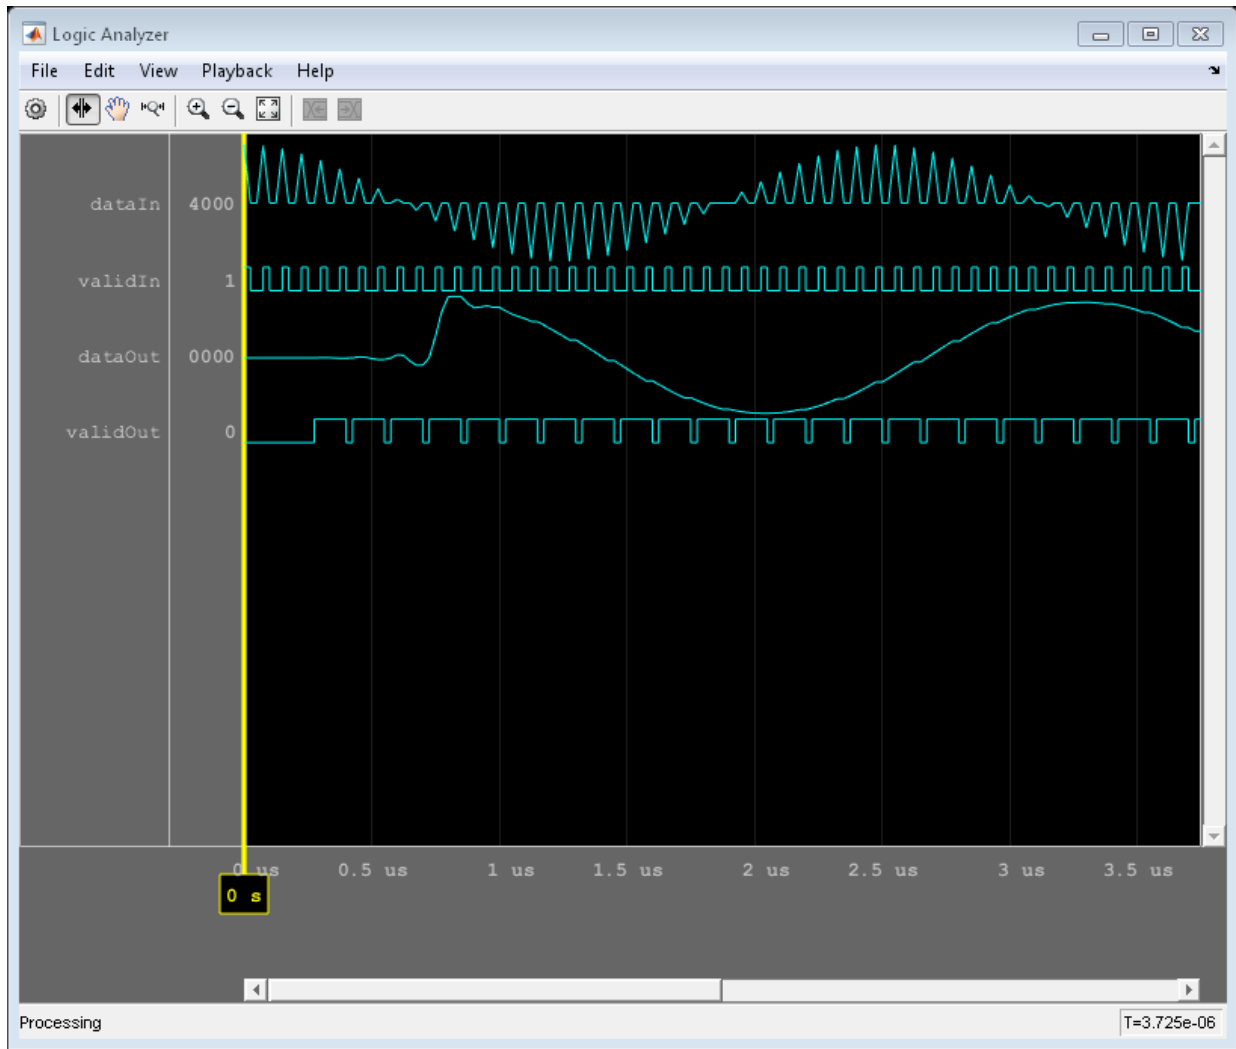 Logic Analyzer
File Edit View Playback Help
dataIn 4000
validIn 1
dataOut 0000
validOut 0
0 us 0.5 us 1 us 1.5 us 2 us 2.5 us 3 us 3.5 us
0 s
Processing T=3.725e-06